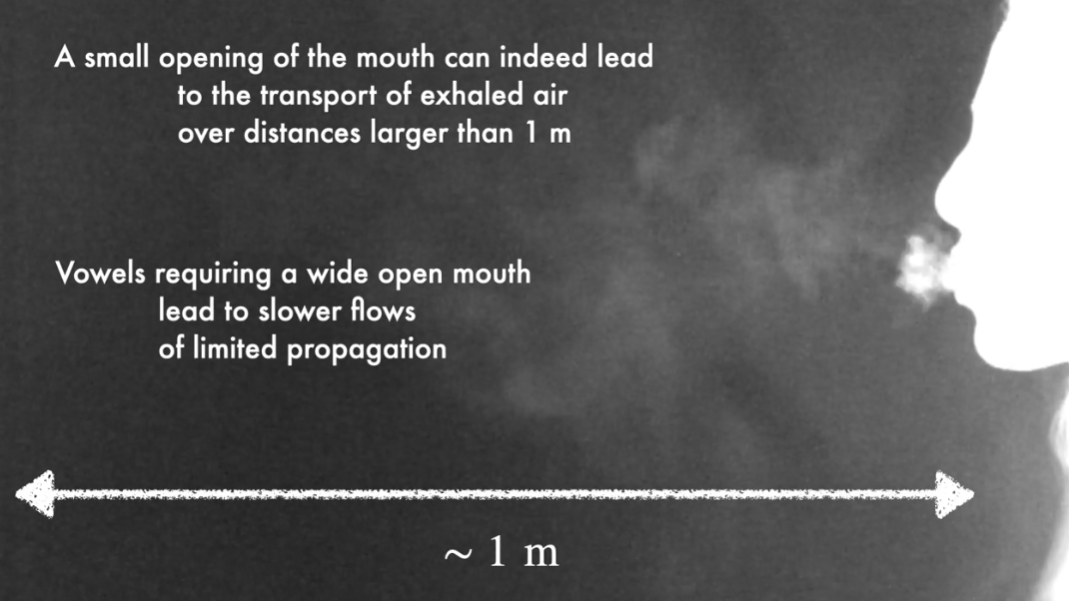 A small opening of the mouth can indeed lead
to the transport of exhaled air
over distances larger than 1 m
Vowels requiring a wide open mouth
lead to slower flows
of limited propagation
~ 1 m